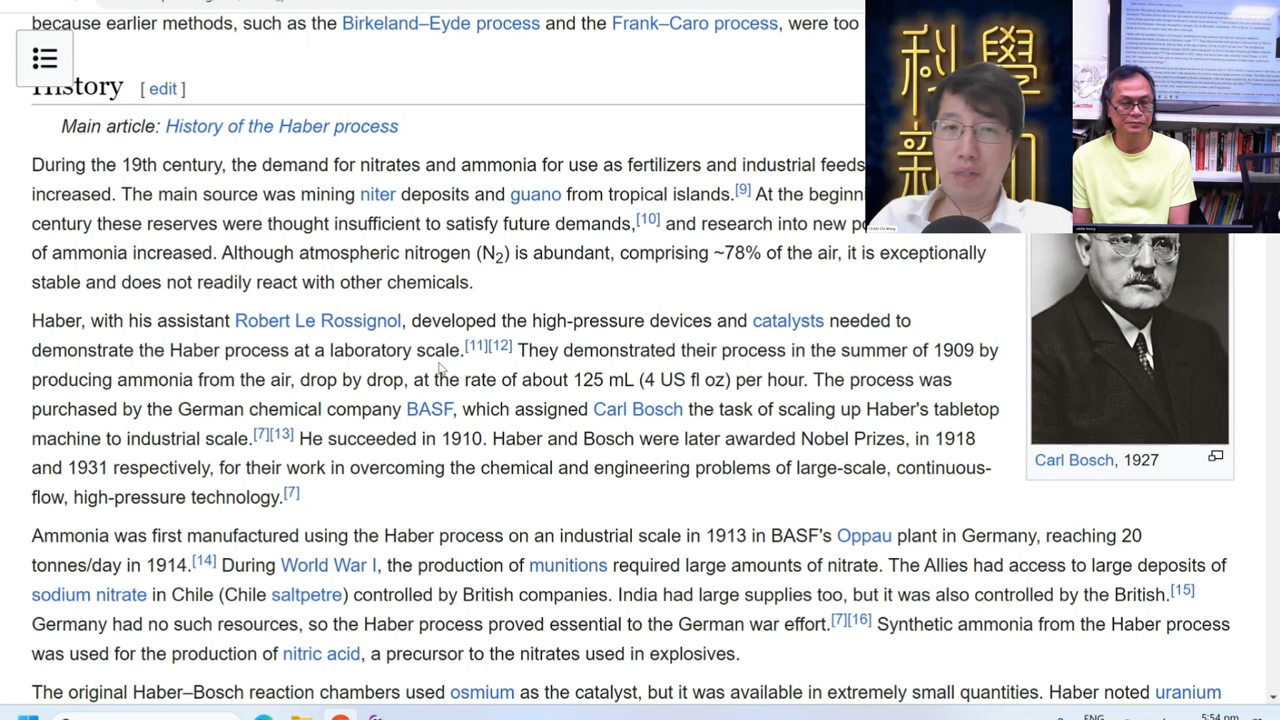 because earlier methods, such as the Birkeland–Eyde process and the Frank–Caro process, we too
History [ edit ]
Main article: History of the Haber process
During the 19th century, the demand for nitrates and ammonia for use as fertilizers and industrial feeds
increased. The main source was mining niter deposits and guano from tropical islands.[9] At the beginn
century these reserves were thought insufficient to satisfy future demands,[10] and research into new po
of ammonia increased. Although atmospheric nitrogen (N2) is abundant, comprising ~78% of the air, it is exceptionally
stable and does not readily react with other chemicals.
Haber, with his assistant Robert Le Rossignol, developed the high-pressure devices and catalysts needed to
demonstrate the Haber process at a laboratory scale.[11][12] They demonstrated their process in the summer of 1909 by
producing ammonia from the air, drop by drop, at the rate of about 125 mL (4 US fl oz) per hour. The process was
purchased by the German chemical company BASF, which assigned Carl Bosch the task of scaling up Haber's tabletop
machine to industrial scale.[7][13] He succeeded in 1910. Haber and Bosch were later awarded Nobel Prizes, in 1918
and 1931 respectively, for their work in overcoming the chemical and engineering problems of large-scale, continuous-
flow, high-pressure technology.[7]
Carl Bosch, 1927
Ammonia was first manufactured using the Haber process on an industrial scale in 1913 in BASF's Oppau plant in Germany, reaching 20
tonnes/day in 1914.[14] During World War I, the production of munitions required large amounts of nitrate. The Allies had access to large deposits of
sodium nitrate in Chile (Chile saltpetre) controlled by British companies. India had large supplies too, but it was also controlled by the British.[15]
Germany had no such resources, so the Haber process proved essential to the German war effort.[7][16] Synthetic ammonia from the Haber process
was used for the production of nitric acid, a precursor to the nitrates used in explosives.
The original Haber–Bosch reaction chambers used osmium as the catalyst, but it was available in extremely small quantities. Haber noted uranium
科學
新
ENG
5:54 pm